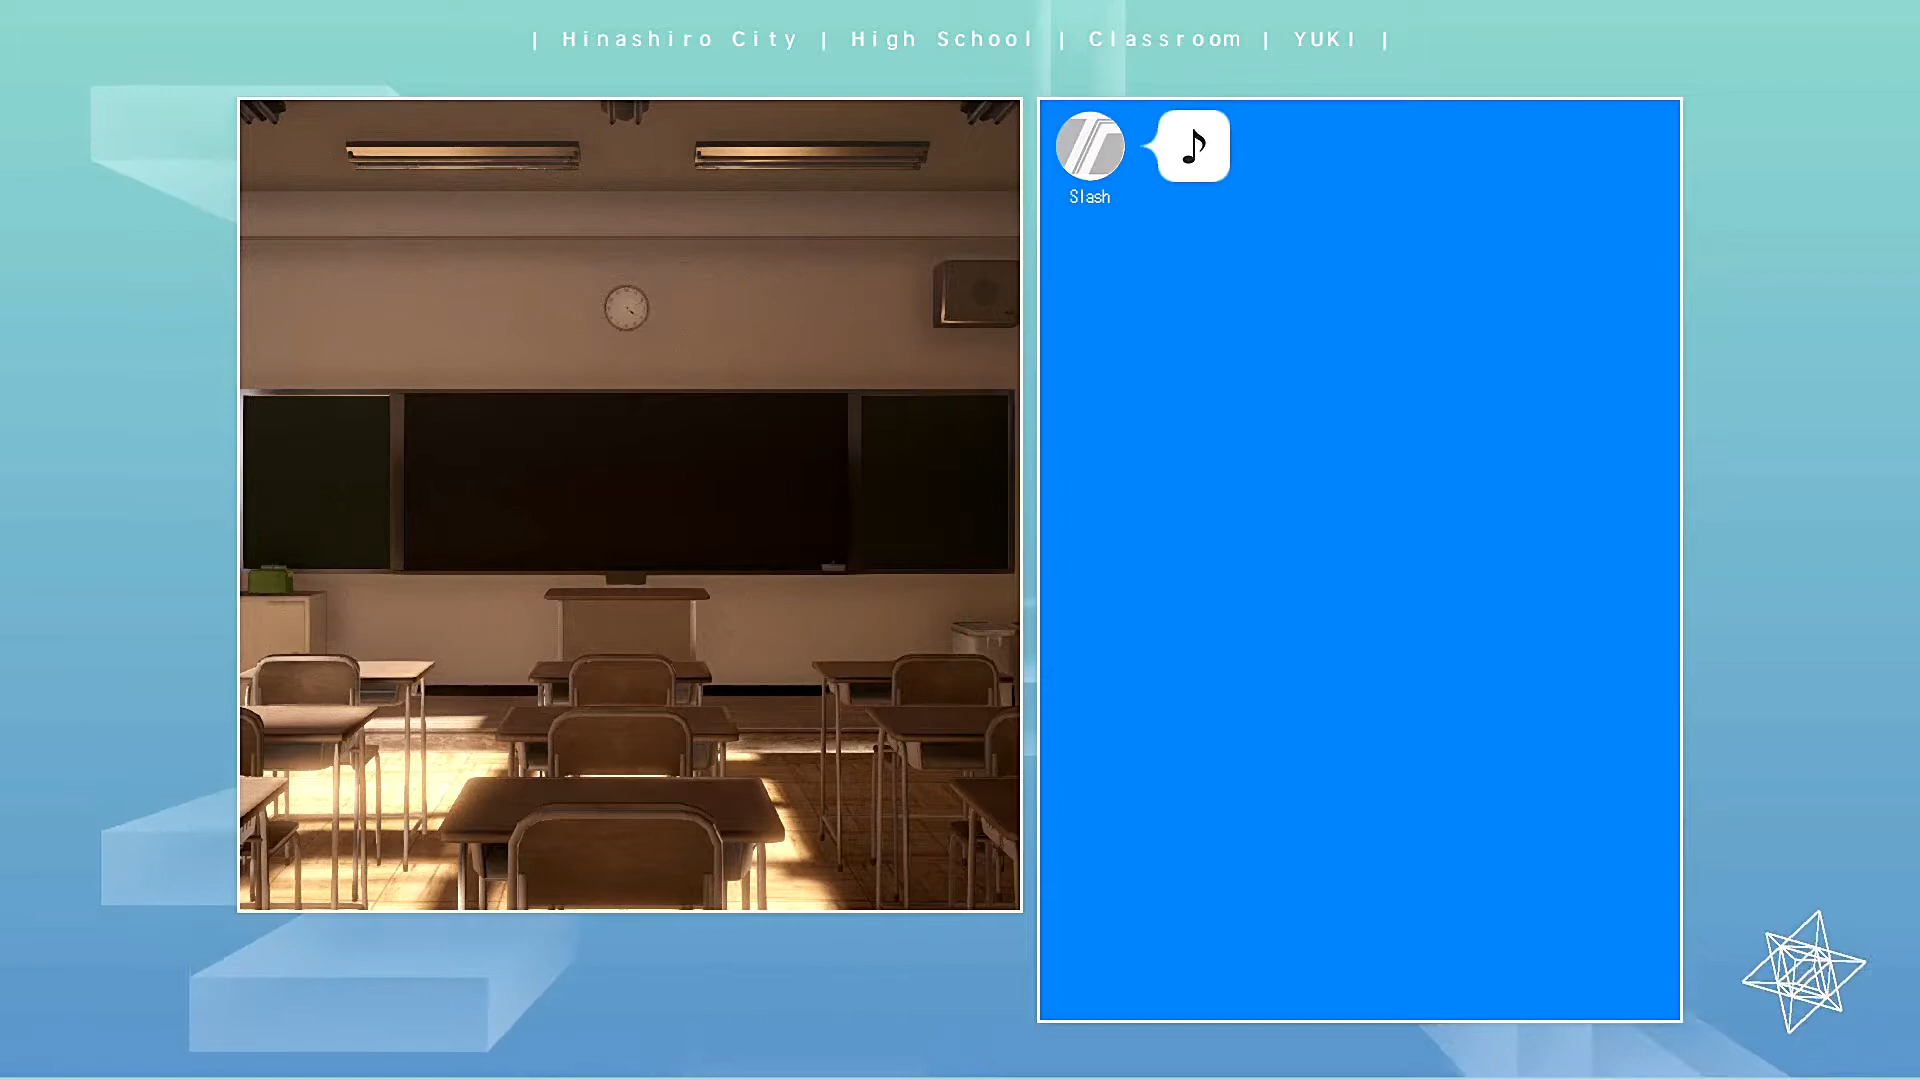 | Hinashiro City | High School | Classroom | YUKI |
♪
Slash